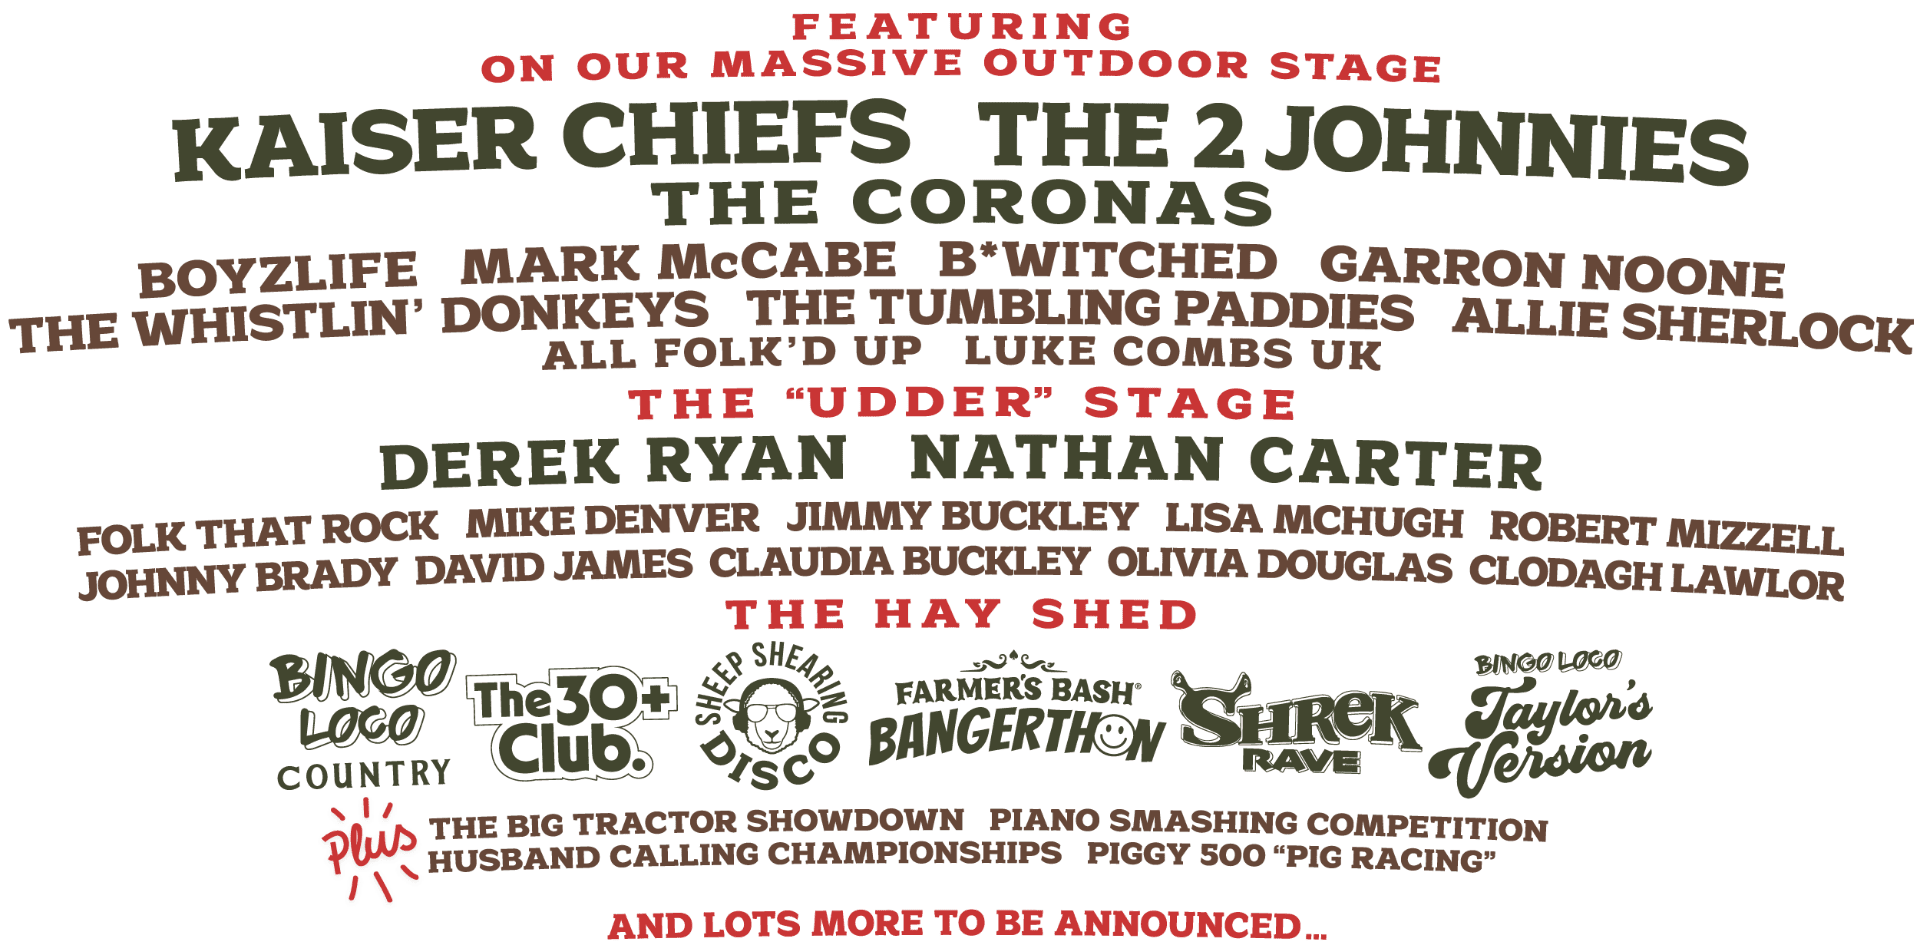 FEATURING
ON OUR MASSIVE OUTDOOR STAGE
KAISER CHIEFS THE 2 JOHNNIES
THE CORONAS
BOYZLIFE MARK McCABE B*WITCHED GARRON NOONE
THE WHISTLIN' DONKEYS THE TUMBLING PADDIES ALLIE SHERLOCK
ALL FOLK'D UP LUKE COMBS UK
THE “UDDER” STAGE
DEREK RYAN NATHAN CARTER
FOLK THAT ROCK MIKE DENVER JIMMY BUCKLEY LISA MCHUGH ROBERT MIZZELL
JOHNNY BRADY DAVID JAMES CLAUDIA BUCKLEY OLIVIA DOUGLAS CLODAGH LAWLOR
THE HAY SHED
BINGO
LOCO
COUNTRY
The 30+
Club.
SHEEP SHEARING
DISCO
FARMER'S BASH®
BANGERTHON
SHREK
RAVE
BINGO LOCO
Taylor's
Version
Plus
THE BIG TRACTOR SHOWDOWN PIANO SMASHING COMPETITION
HUSBAND CALLING CHAMPIONSHIPS PIGGY 500 “PIG RACING”
AND LOTS MORE TO BE ANNOUNCED...